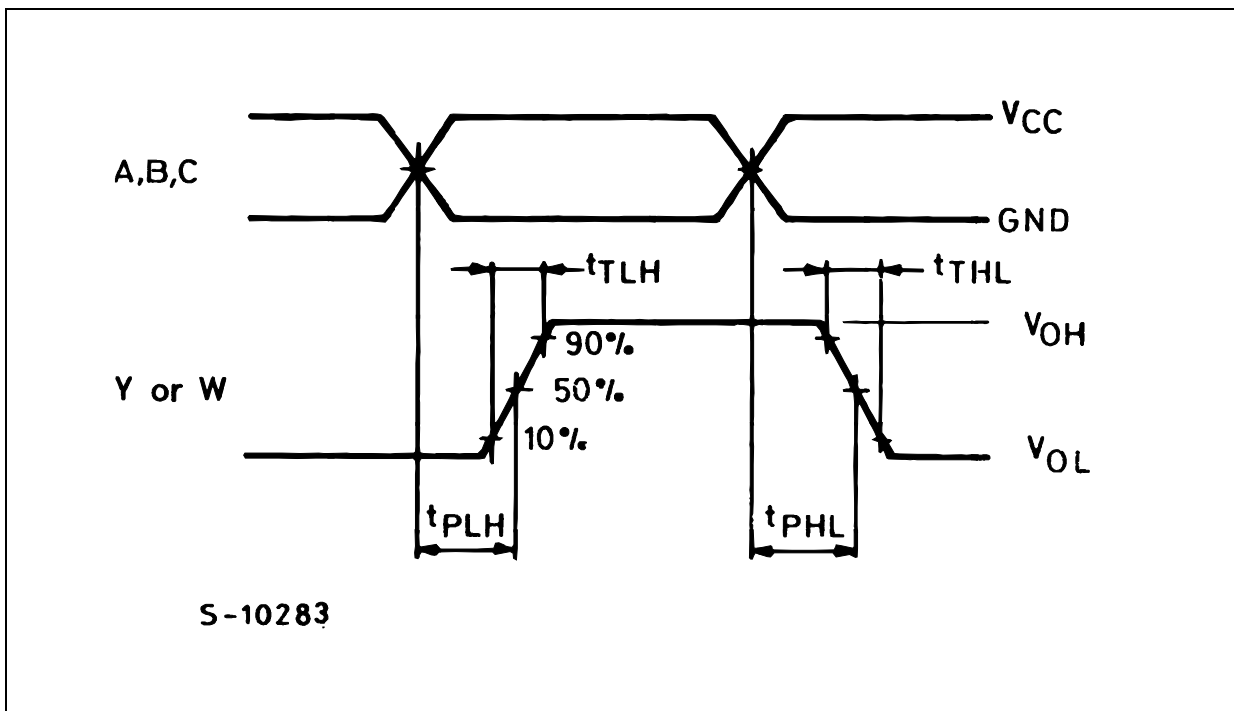 VCC
A,B,C
GND
tTLH
tTHL
VOH
90%
Y or W
50%
10%
VOL
tPLH
tPHL
S-10283